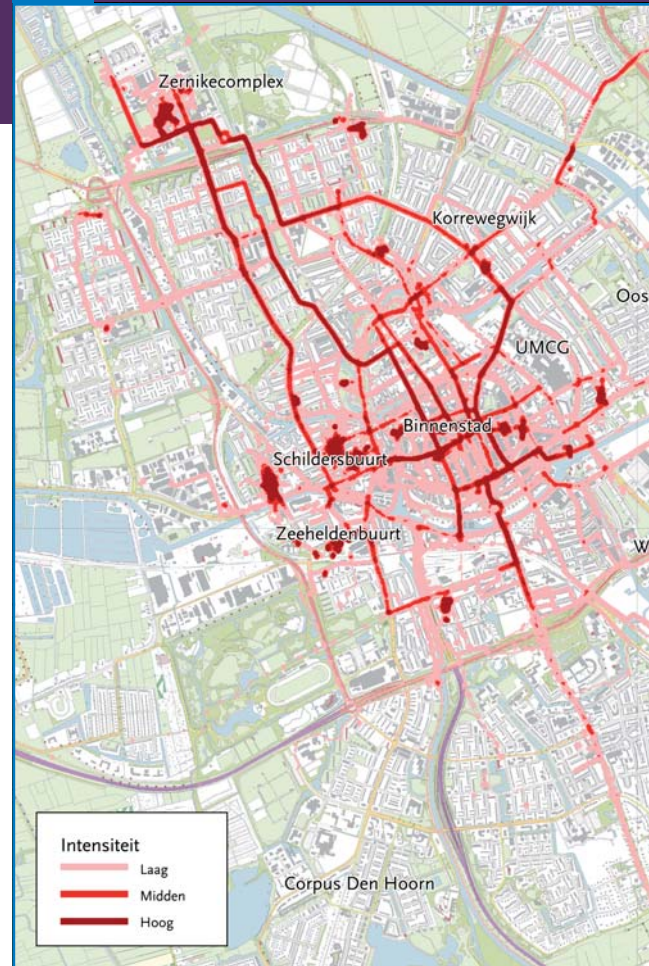 Zernikecomplex
Korrewegwijk
Oos
UMCG
Binnenstad
Schildersbuurt
Zeeheldenbuurt
W
Corpus Den Hoorn
Intensiteit
Laag
Midden
Hoog